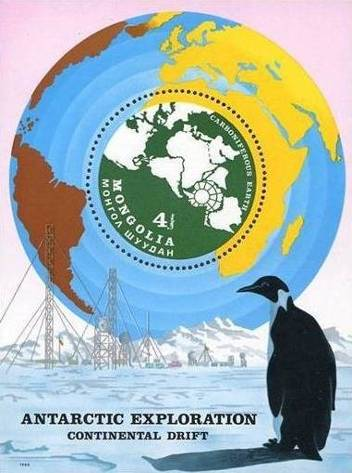 CARBONIFEROUS EARTH
4
MONGOLIA
МОНГОЛ ШУУДАН
ANTARCTIC EXPLORATION
CONTINENTAL DRIFT